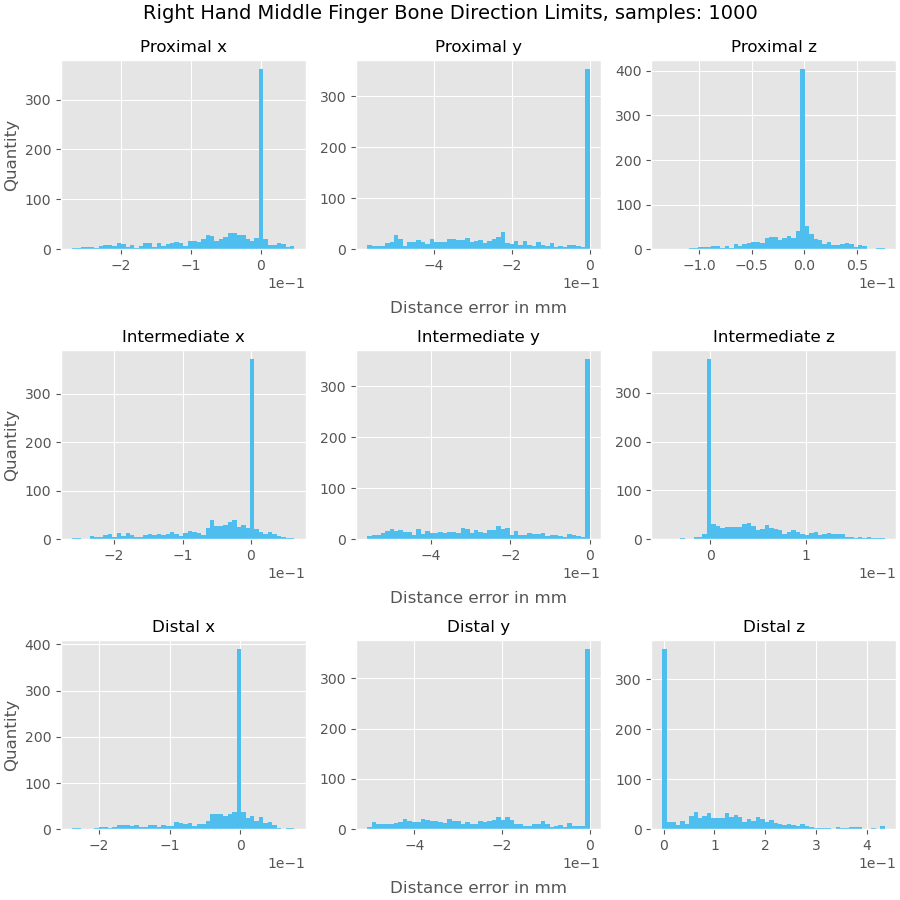 Right Hand Middle Finger Bone Direction Limits, samples: 1000
Proximal x
Proximal y
Proximal z
Quantity
300
200
100
0
−2
−1
0
1e−1
300
200
100
0
−4
−2
0
1e−1
400
300
200
100
0
−1.0
−0.5
0.0
0.5
1e−1
Distance error in mm
Intermediate x
Intermediate y
Intermediate z
Quantity
300
200
100
0
−2
−1
0
1e−1
300
200
100
0
−4
−2
0
1e−1
300
200
100
0
0
1
1e−1
Distance error in mm
Distal x
Distal y
Distal z
Quantity
400
300
200
100
0
−2
−1
0
1e−1
300
200
100
0
−4
−2
0
1e−1
300
200
100
0
0
1
2
3
4
1e−1
Distance error in mm